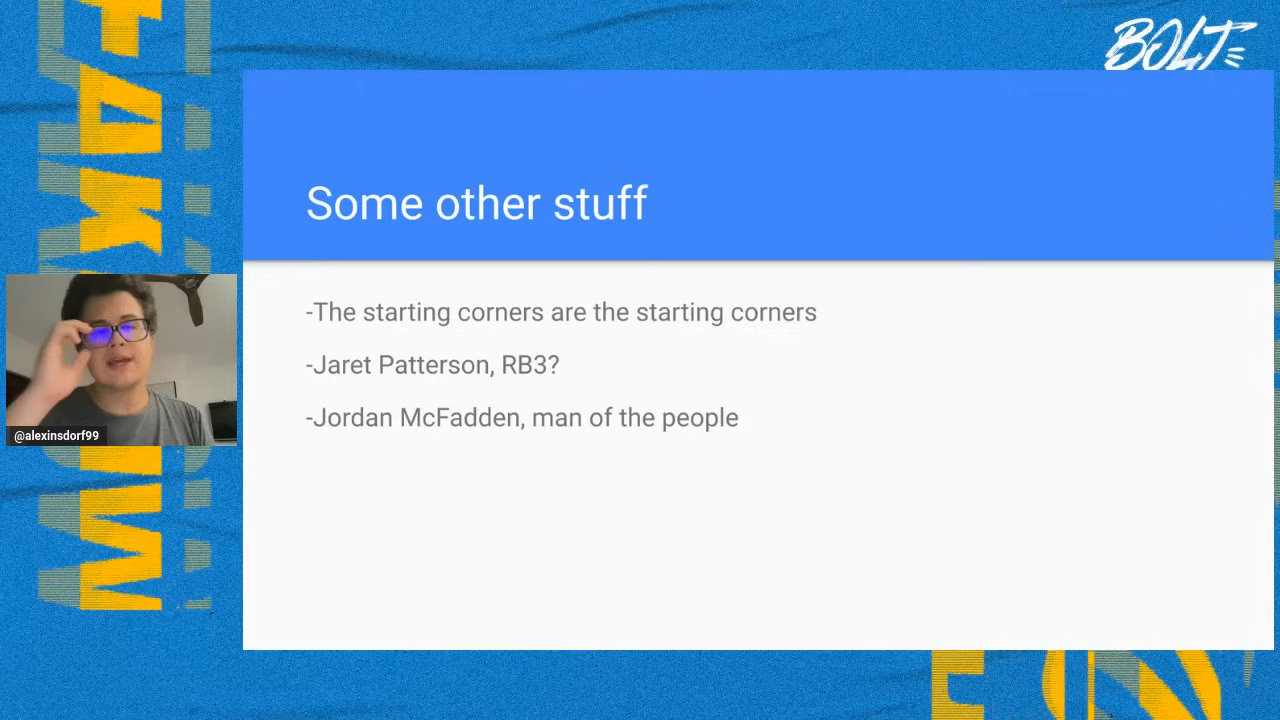 BOLT
Some other stuff
-The starting corners are the starting corners
-Jaret Patterson, RB3?
-Jordan McFadden, man of the people
@alexinsdorf99